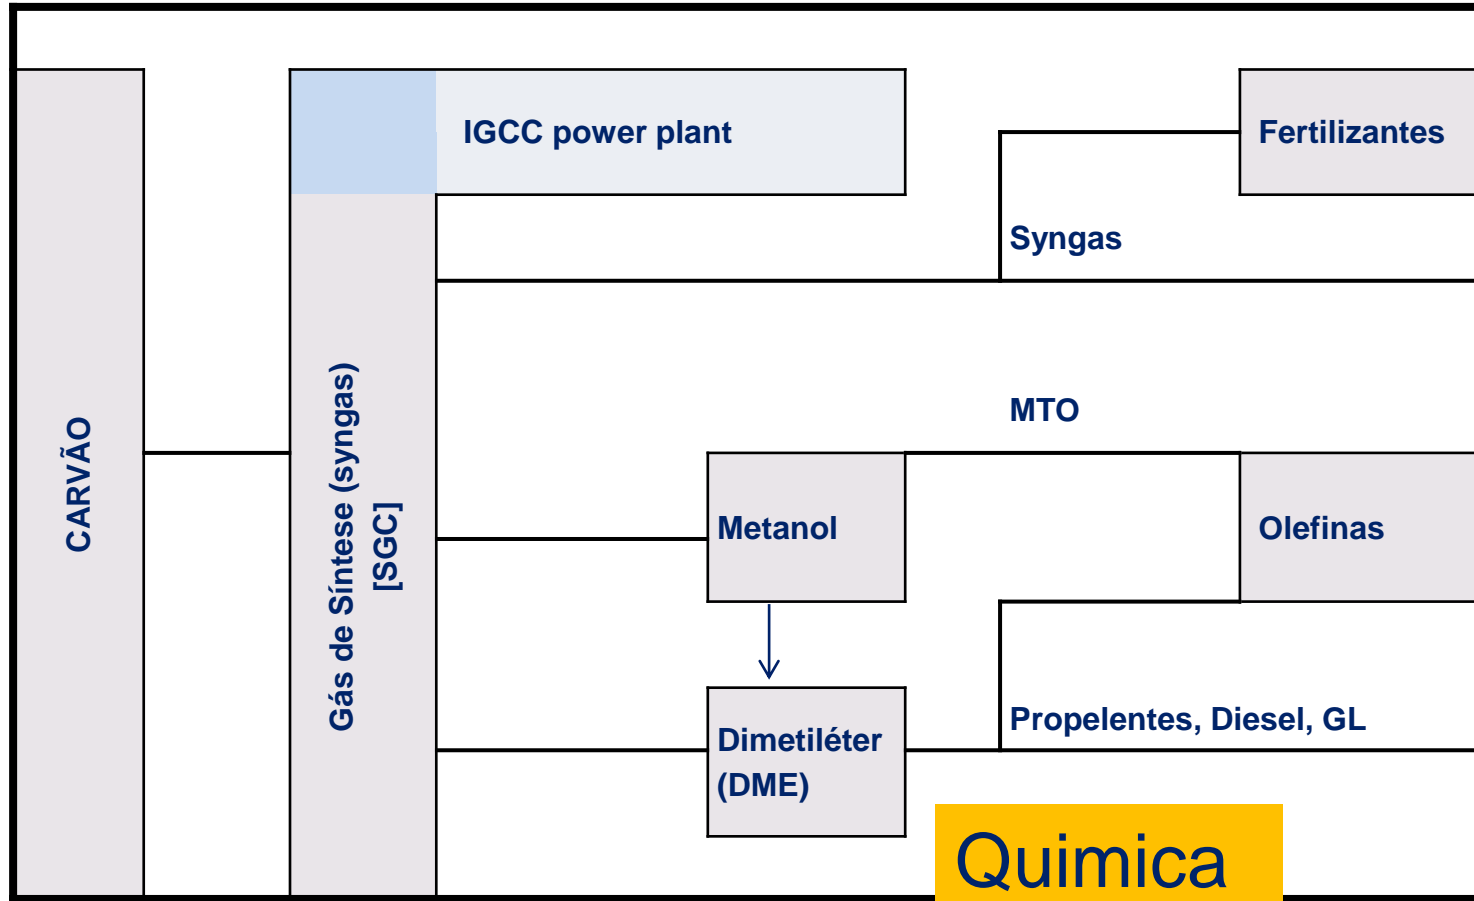 IGCC power plant
Fertilizantes
Syngas
CARVÃO
Gás de Síntese (syngas)
[SGC]
MTO
Metanol
Olefinas
Dimetiléter
(DME)
Propelentes, Diesel, GL
Quimica